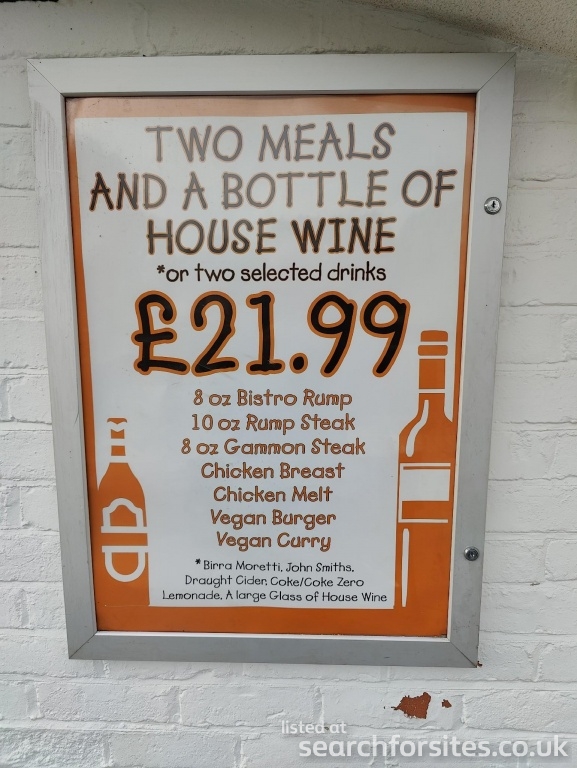 TWO MEALS
AND A BOTTLE OF
HOUSE WINE
*or two selected drinks
£21.99
8 oz Bistro Rump
10 oz Rump Steak
8 oz Gammon Steak
Chicken Breast
Chicken Melt
Vegan Burger
Vegan Curry
*Birra Moretti, John Smiths,
Draught Cider, Coke/Coke Zero
Lemonade, A large Glass of House Wine
listed at
searchforsites.co.uk